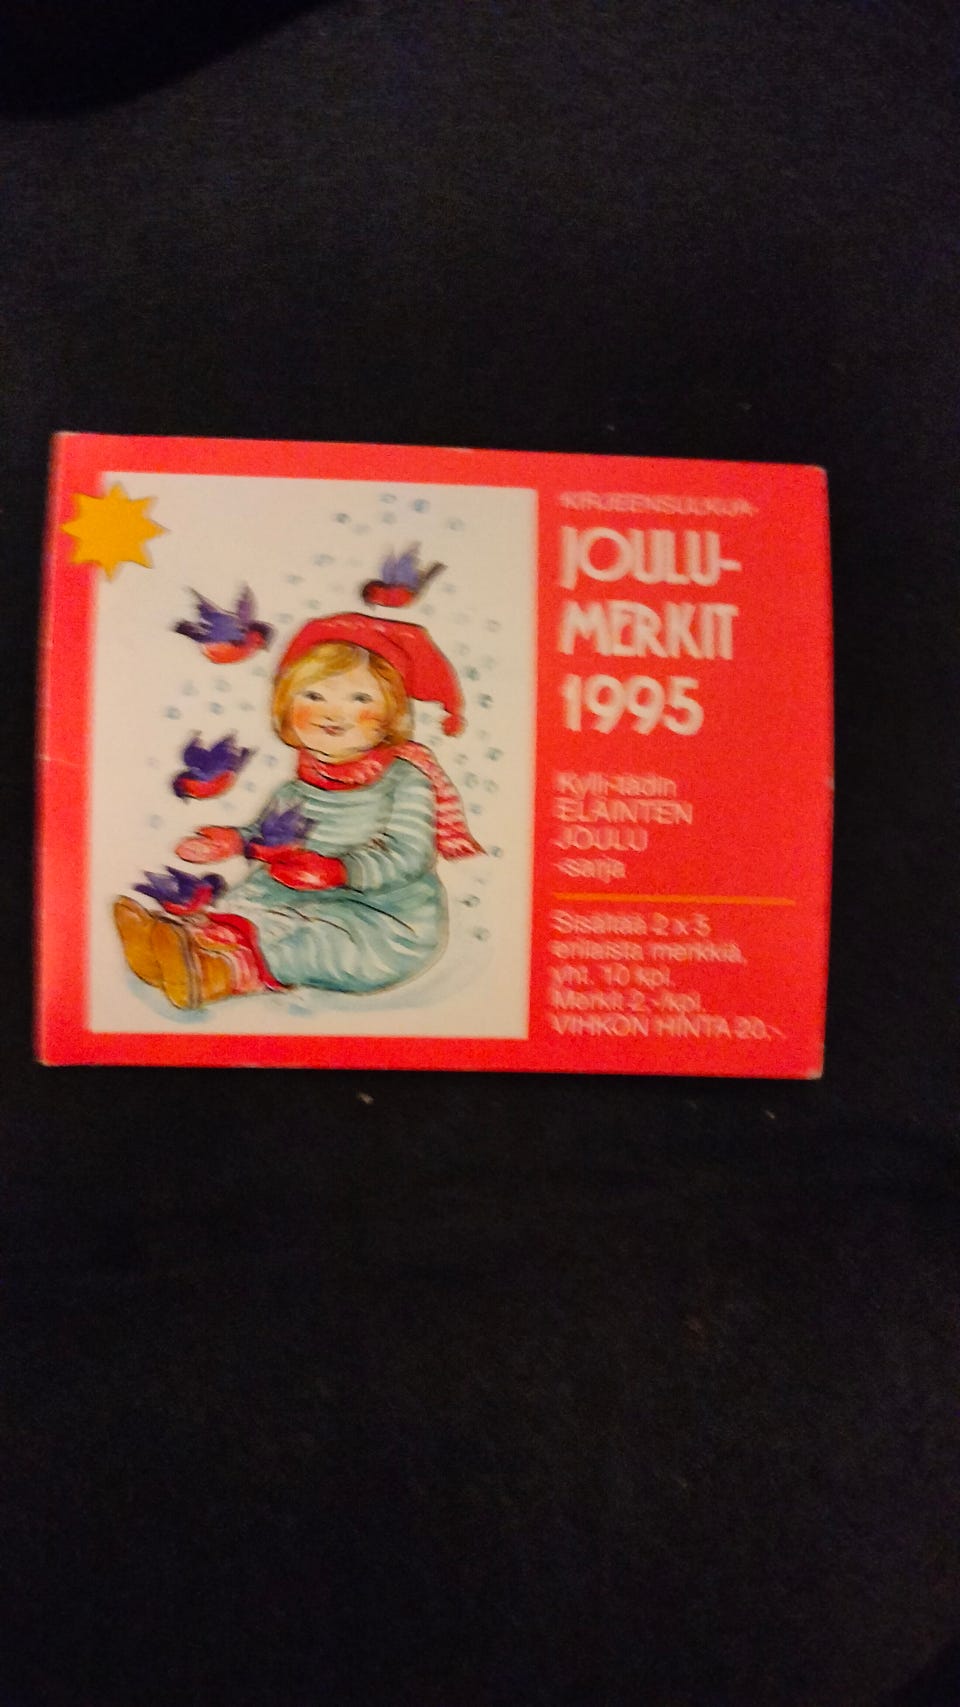 KIRJEENSULKIJA-
JOULU-
MERKIT
1995
Kylli-tädin
ELÄINTEN
JOULU
-sarja
Sisältää 2 x 5
erilaista merkkiä,
yht. 10 kpl.
Merkit 2,-/kpl.
VIHKON HINTA 20,-